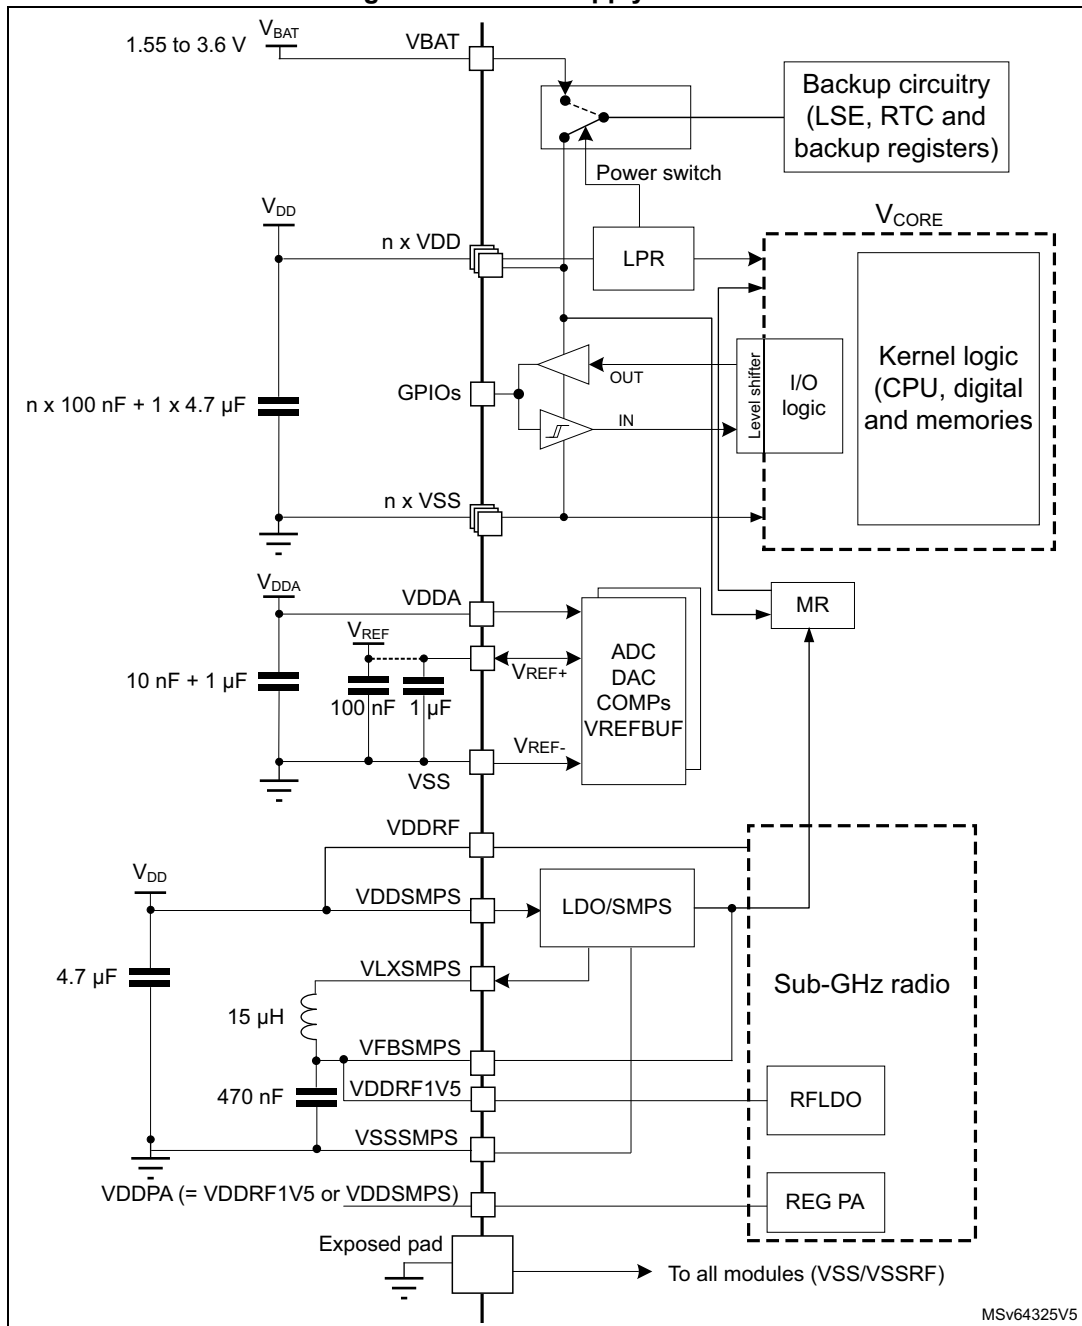 VBAT
1.55 to 3.6 V
VBAT
Backup circuitry
(LSE, RTC and
backup registers)
Power switch
VDD
n x VDD
LPR
VCORE
Kernel logic
(CPU, digital
and memories
Level shifter
I/O
logic
OUT
GPIOs
IN
n x 100 nF + 1 x 4.7 µF
n x VSS
VDDA
VDDA
MR
VREF
VREF+
ADC
DAC
COMPs
VREFBUF
10 nF + 1 µF
100 nF
1 µF
VREF-
VSS
VDDRF
VDD
VDDSMPS
LDO/SMPS
4.7 µF
VLXSMPS
Sub-GHz radio
15 µH
VFBSMPS
470 nF
VDDRF1V5
RFLDO
VSSSMPS
VDDPA (= VDDRF1V5 or VDDSMPS)
REG PA
Exposed pad
To all modules (VSS/VSSRF)
MSv64325V5